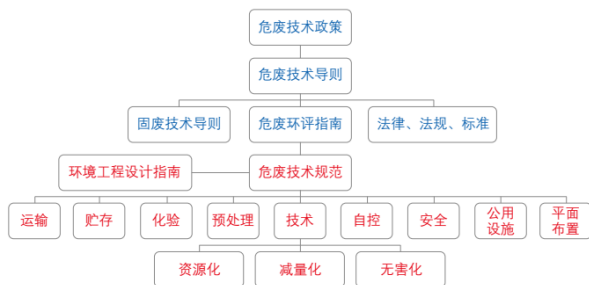 危废技术政策
危废技术导则
固废技术导则
危废环评指南
法律、法规、标准
环境工程设计指南
危废技术规范
运输
贮存
化验
预处理
技术
自控
安全
公用
设施
平面
布置
资源化
减量化
无害化